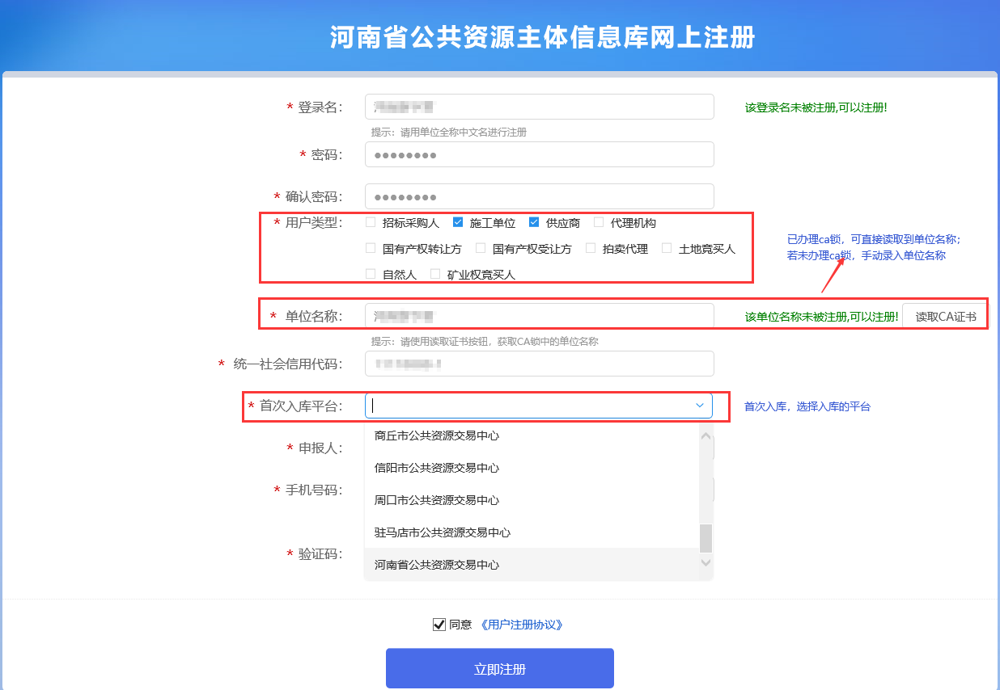 河南省公共资源主体信息库网上注册
* 登录名：
该登录名未被注册,可以注册!
提示：请用单位全称中文名进行注册
* 密码：
●●●●●●●●
* 确认密码：
●●●●●●●●
* 用户类型：
招标采购人 施工单位 供应商 代理机构
国有产权转让方 国有产权受让方 拍卖代理 土地竞买人
自然人 矿业权竞买人
已办理ca锁，可直接读取到单位名称；
若未办理ca锁，手动录入单位名称
* 单位名称：
该单位名称未被注册,可以注册!
读取CA证书
提示：请使用读取证书按钮，获取CA锁中的单位名称
* 统一社会信用代码：
* 首次入库平台：
首次入库，选择入库的平台
商丘市公共资源交易中心
* 申报人：
信阳市公共资源交易中心
* 手机号码：
周口市公共资源交易中心
驻马店市公共资源交易中心
* 验证码：
河南省公共资源交易中心
同意 《用户注册协议》
立即注册